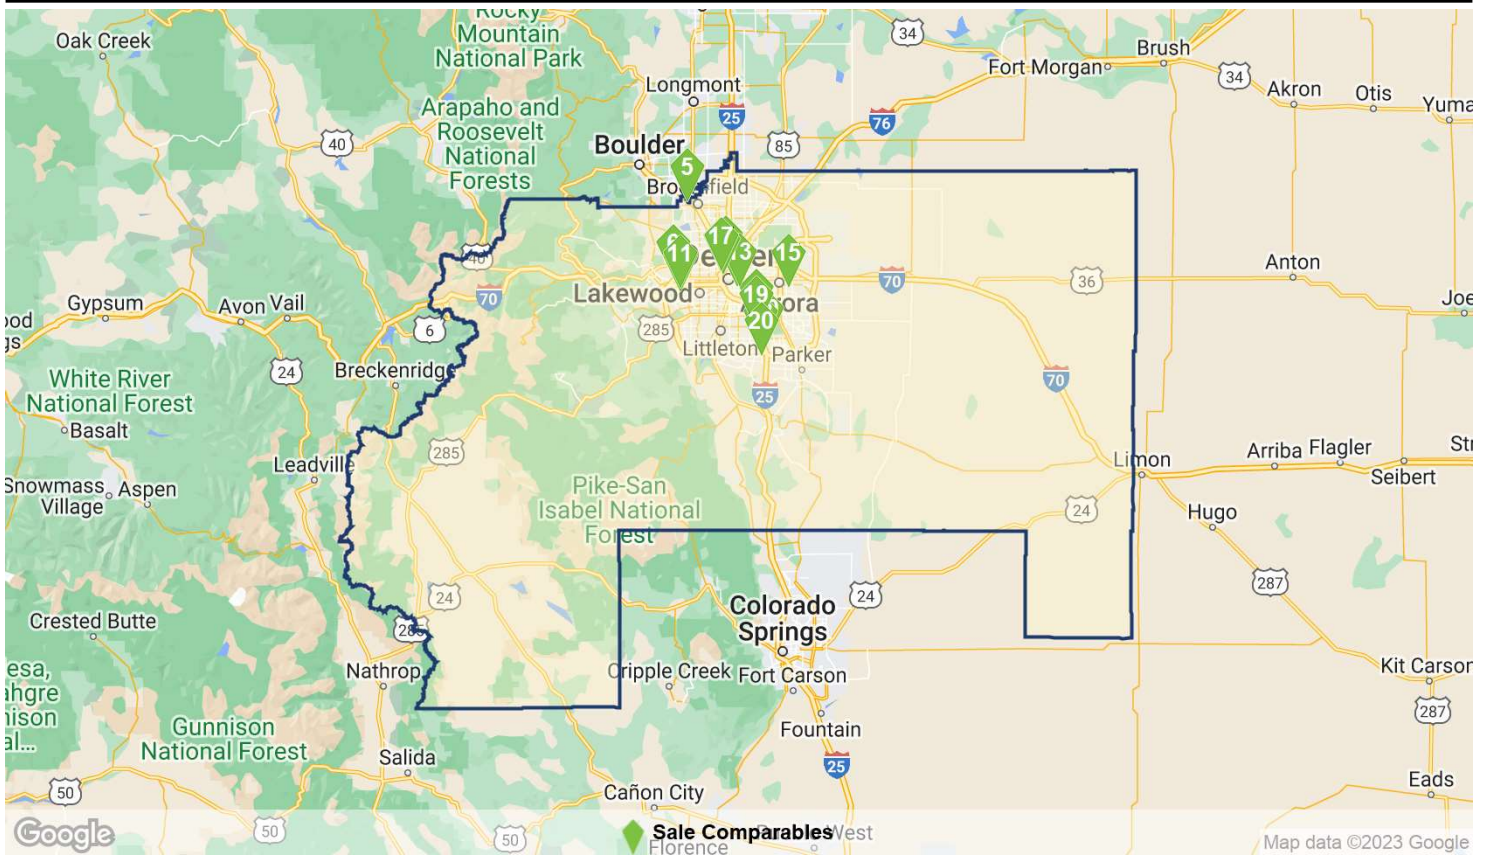 Oak Creek
Rocky
Mountain
National Park
34
Brush
Fort Morgan
34
Longmont
Akron
Otis
Yuma
Arapaho and
Roosevelt
National
Forests
25
76
40
Boulder
85
5
17
11
13
15
40
Anton
36
70
Lakewood
19
Gypsum
Avon
Vail
70
6
285
20
Littleton
Parker
24
Breckenridg
70
White River
National Forest
25
Basalt
285
Leadville
Limon
Arriba
Flagler
Seibert
Snowmass
Village
Aspen
Pike-San
Isabel National
Forest
24
Hugo
24
24
287
Crested Butte
Colorado
Springs
Nathrop
Cripple Creek
Fort Carson
Kit Carson
287
Gunnison
National Forest
Fountain
Salida
25
50
Cañon City
Eads
Google
50
50
Sale Comparables
West
Florence
Map data ©2023 Google